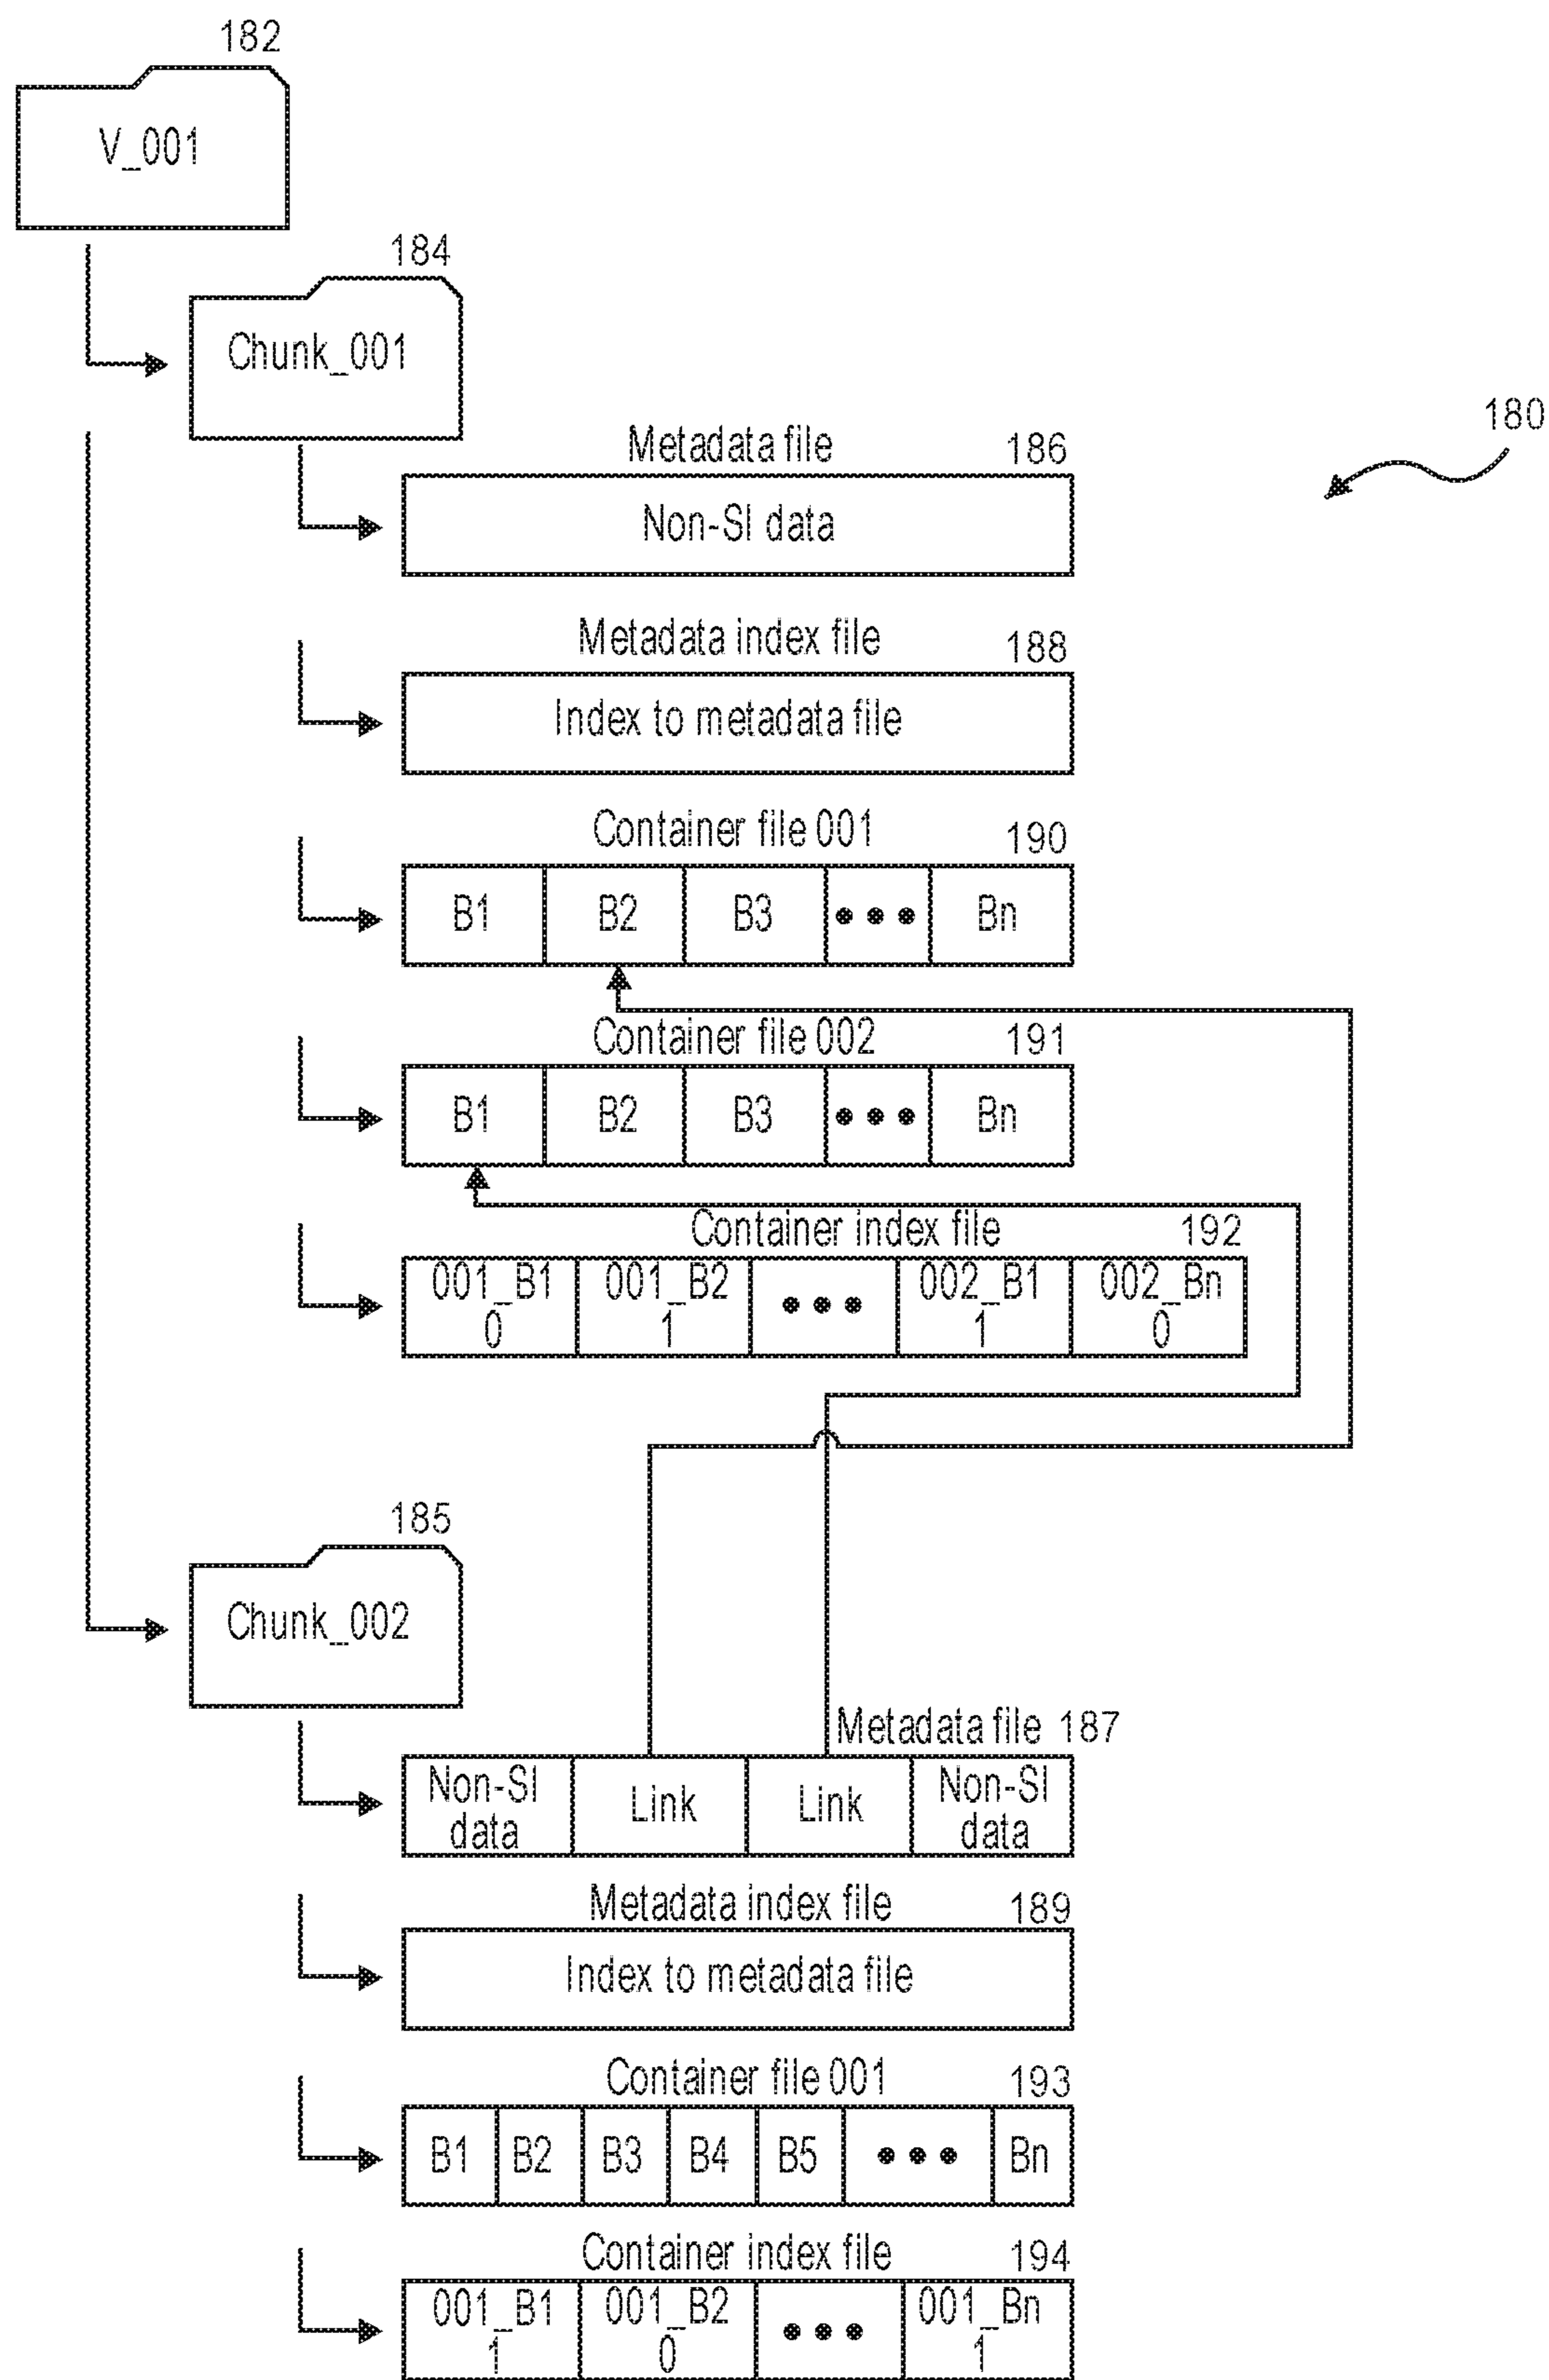 182
V_001
184
Chunk_001
180
Metadata file 186
Non-SI data
Metadata index file 188
Index to metadata file
Container file 001 190
B1 B2 B3 ••• Bn
Container file 002 191
B1 B2 B3 ••• Bn
Container index file 192
001_B1 001_B2 ••• 002_B1 002_Bn
0 1 1 0
185
Chunk_002
Metadata file 187
Non-SI Link Link Non-SI
data data
Metadata index file 189
Index to metadata file
Container file 001 193
B1 B2 B3 B4 B5 ••• Bn
Container index file 194
001_B1 001_B2 ••• 001_Bn
1 0 1